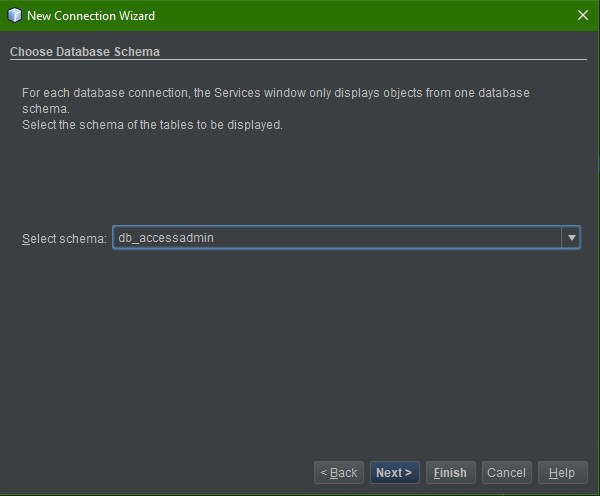 New Connection Wizard
Choose Database Schema
For each database connection, the Services window only displays objects from one database
schema.
Select the schema of the tables to be displayed.
Select schema: db_accessadmin
< Back Next > Finish Cancel Help